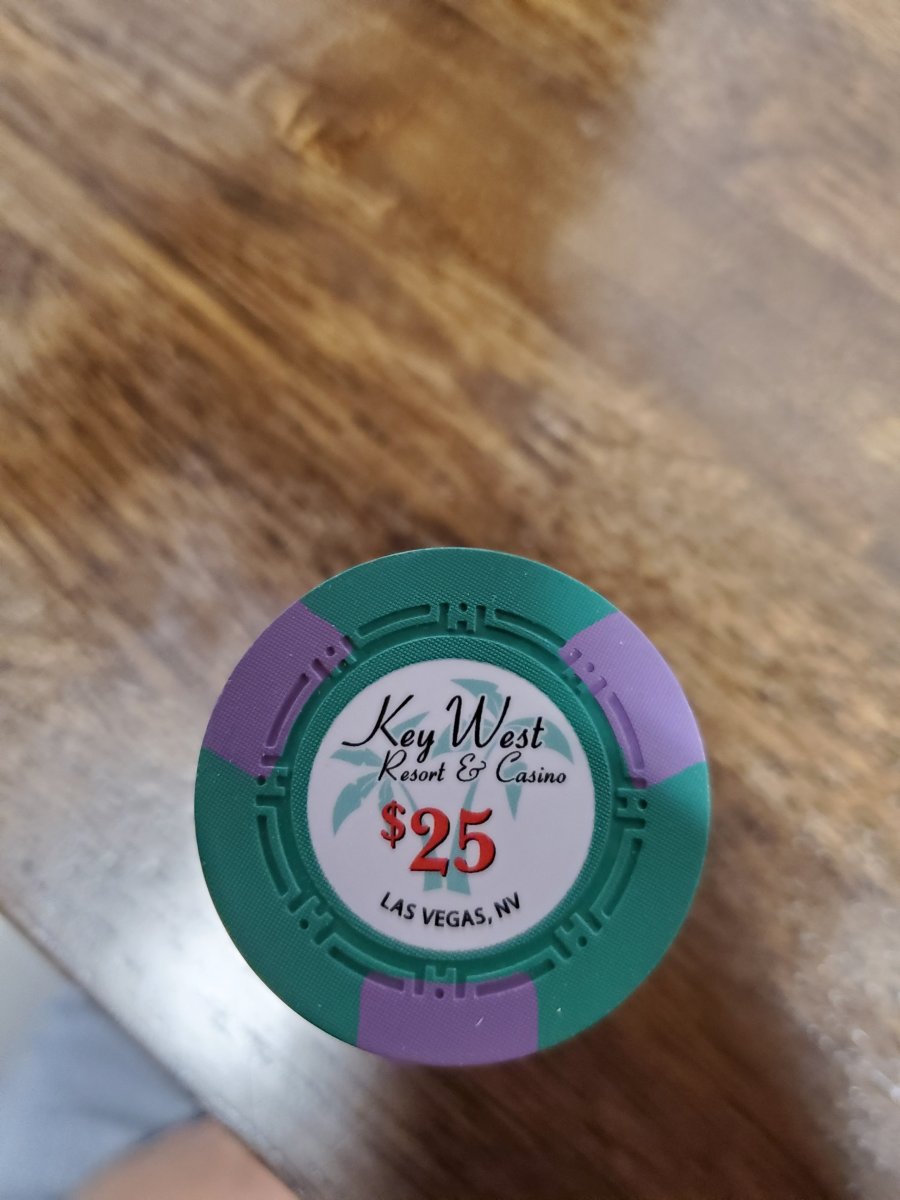 Key West
Resort & Casino
$25
LAS VEGAS, NV